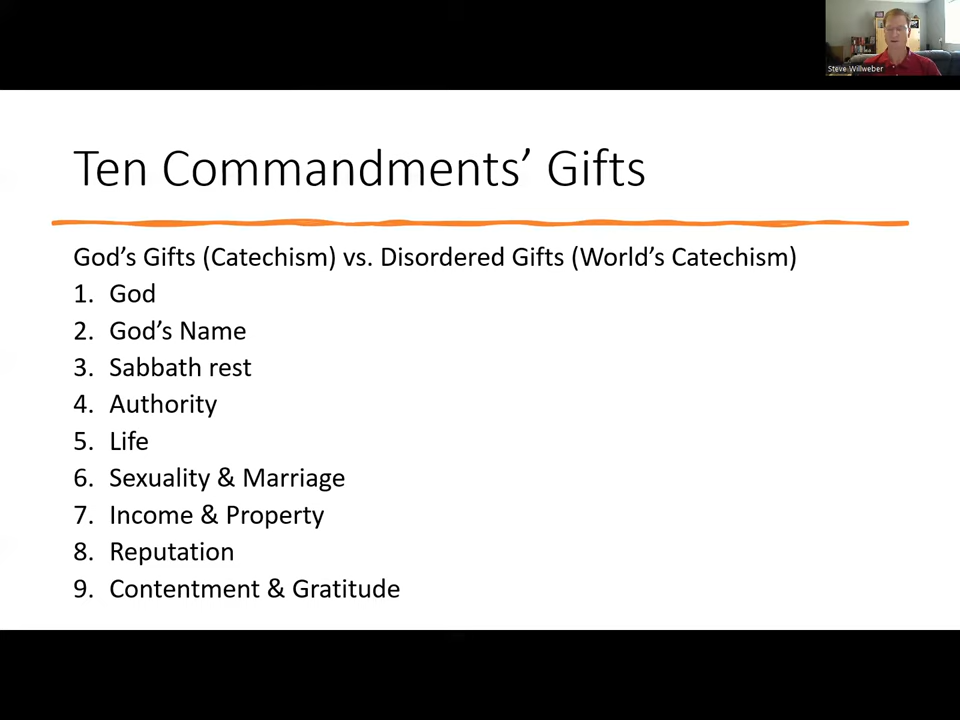 Steve Willweber
Ten Commandments’ Gifts
God’s Gifts (Catechism) vs. Disordered Gifts (World’s Catechism)
1. God
2. God’s Name
3. Sabbath rest
4. Authority
5. Life
6. Sexuality & Marriage
7. Income & Property
8. Reputation
9. Contentment & Gratitude